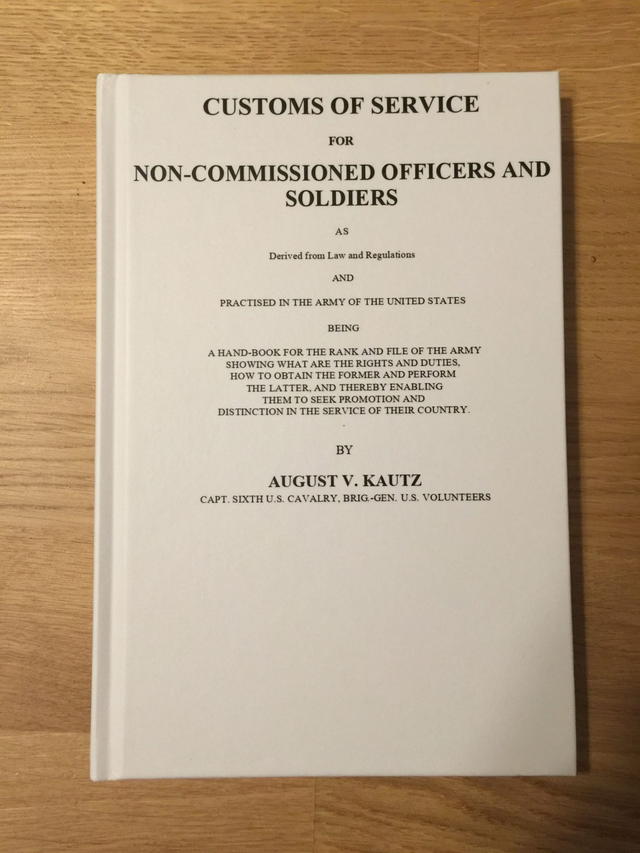 CUSTOMS OF SERVICE
FOR
NON-COMMISSIONED OFFICERS AND
SOLDIERS
AS
Derived from Law and Regulations
AND
PRACTISED IN THE ARMY OF THE UNITED STATES
BEING
A HAND-BOOK FOR THE RANK AND FILE OF THE ARMY
SHOWING WHAT ARE THE RIGHTS AND DUTIES,
HOW TO OBTAIN THE FORMER AND PERFORM
THE LATTER, AND THEREBY ENABLING
THEM TO SEEK PROMOTION AND
DISTINCTION IN THE SERVICE OF THEIR COUNTRY.
BY
AUGUST V. KAUTZ
CAPT. SIXTH U.S. CAVALRY, BRIG.-GEN. U.S. VOLUNTEERS